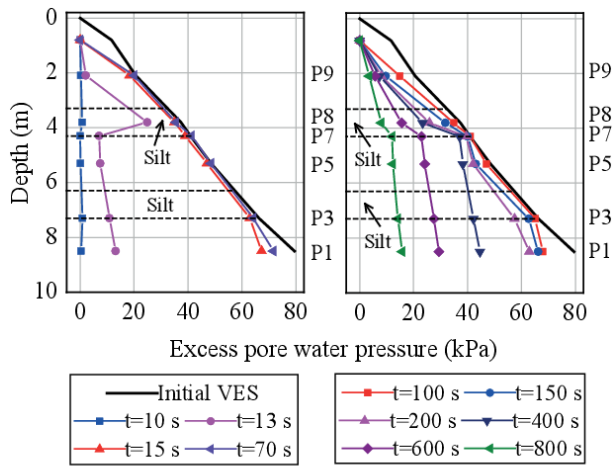 0
2
4
6
8
10
Depth (m)
P9
P8
P7
P5
P3
P1
Silt
Silt
0 20 40 60 80
P9
P8
P7
P5
P3
P1
Silt
Silt
0 20 40 60 80
Excess pore water pressure (kPa)
Initial VES
t=10 s t=13 s
t=15 s t=70 s
t=100 s t=150 s
t=200 s t=400 s
t=600 s t=800 s